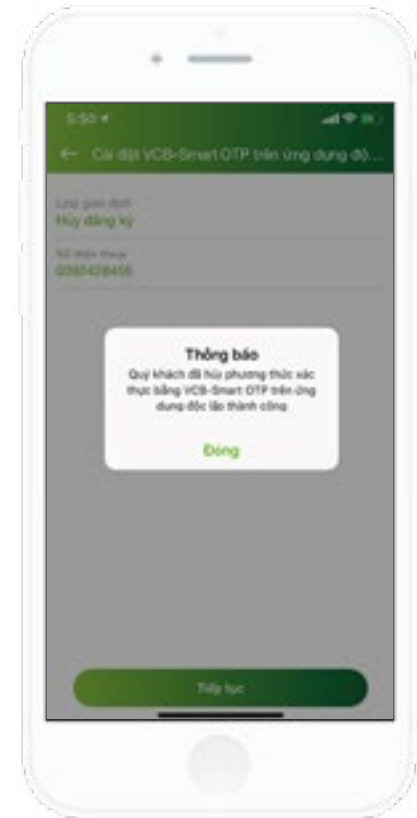 5:50
Cài đặt VCB-Smart OTP trên ứng dụng độ...
Loại giao dịch
Hủy đăng ký
Số điện thoại
Thông báo
Quý khách đã hủy phương thức xác
thực bằng VCB-Smart OTP trên ứng
dụng độc lập thành công
Đóng
Tiếp tục